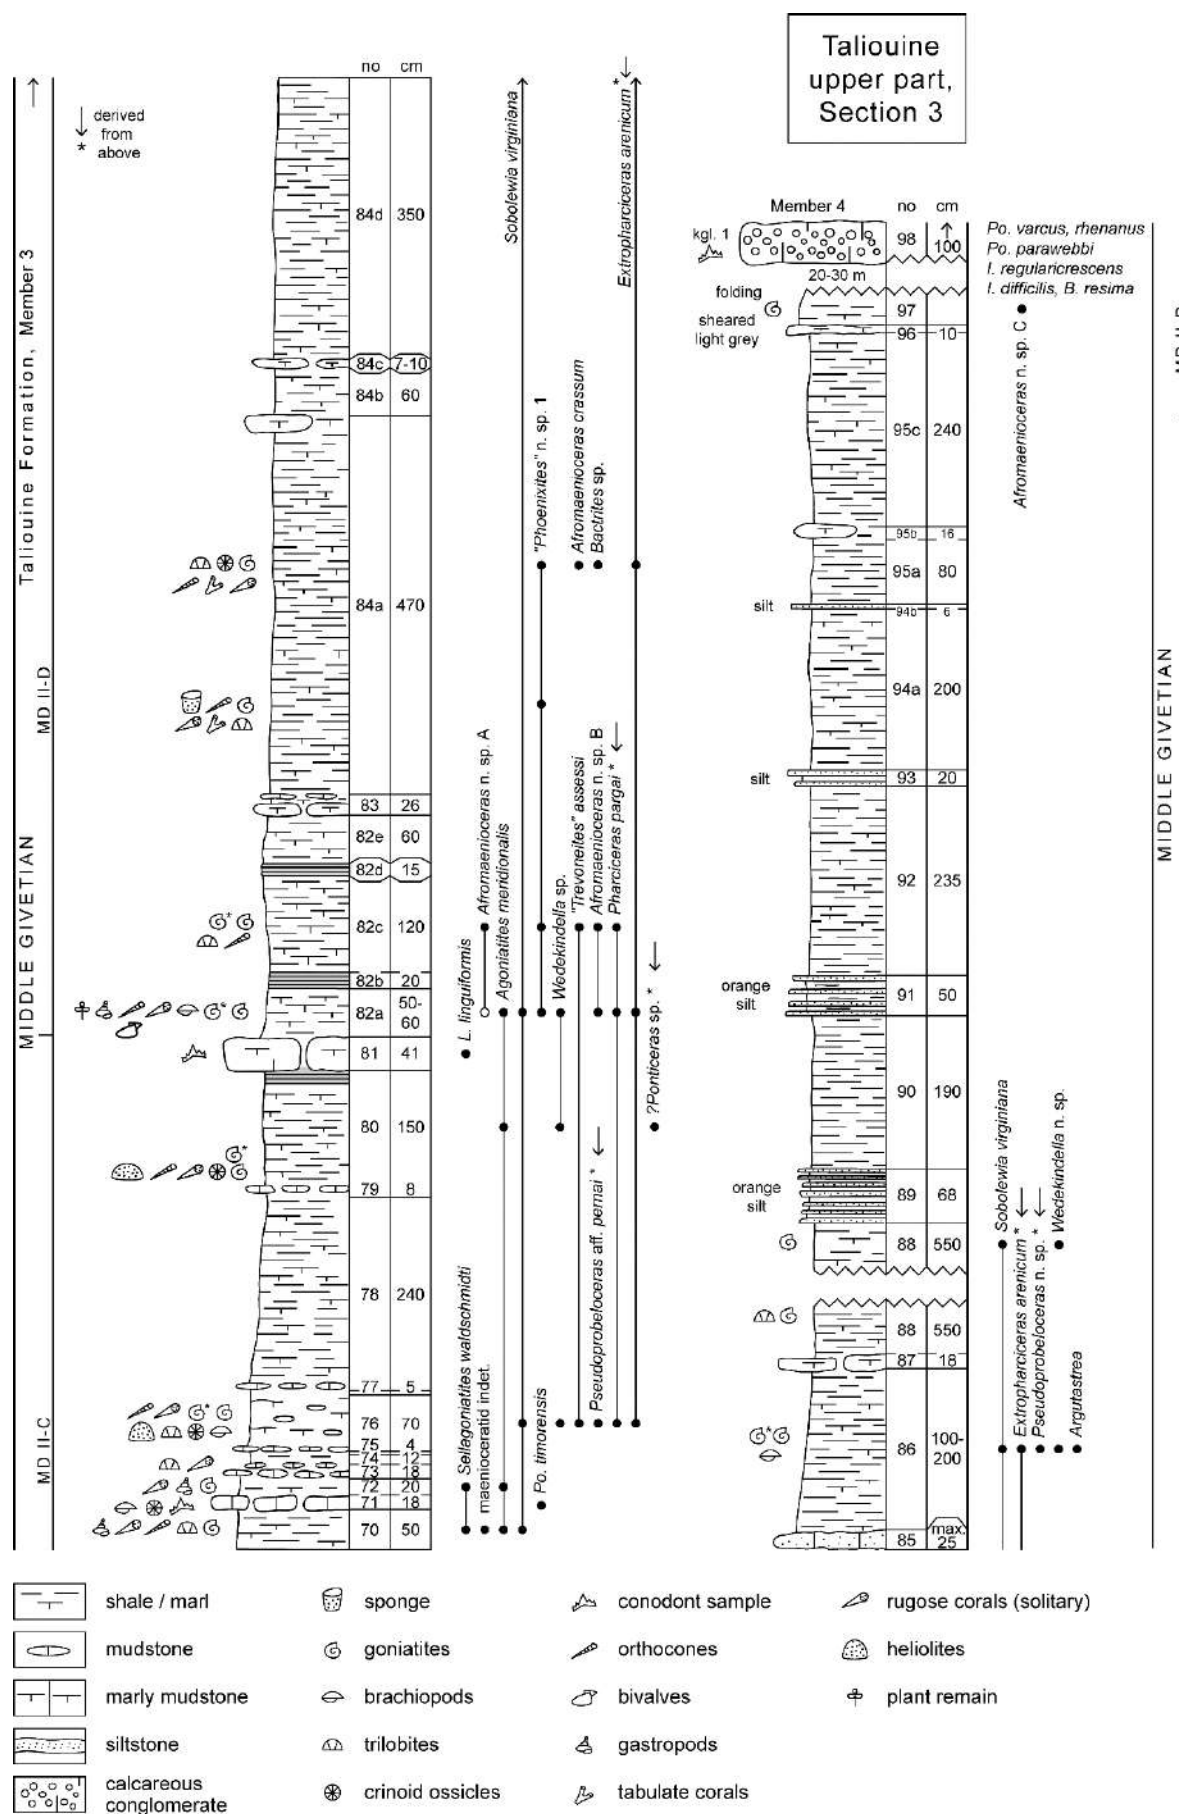 Taliouine
upper part,
Section 3
no cm
derived
from
* above
Taliouine Formation, Member 3
MIDDLE GIVETIAN
MD II-D
MD II-C
84d 350
84c 7-10
84b 60
84a 470
83 26
82e 60
82d 15
82c 120
82b 20
82a 50-
60
81 41
80 150
79 8
78 240
77 5
76 70
75 4
74 12
73 18
72 20
71 18
70 50
Sellagoniatites waldschmidti
maenioceratid indet.
L. linguiformis
Afromaenioceras n. sp. A
Agoniatites meridionalis
Sobolewia virginiana
"Phoenixites" n. sp. 1
Po. timorensis
Wedekindella sp.
Afromaenioceras crassum
Bactrites sp.
"Trevoneites" assessi
Afromaenioceras n. sp. B
Pseudoprobeloceras aff. pernai *
Pharciceras pargai *
Extropharciceras arenicum *
?Ponticeras sp. *
Member 4 no cm
kgl. 1
98 100
20-30 m
folding
97
sheared
light grey
96 10
95c 240
95b 16
95a 80
silt
94b 6
94a 200
silt
93 20
92 235
orange
silt
91 50
90 190
orange
silt
89 68
88 550
88 550
87 18
86 100-
200
85 max.
25
Po. varcus, rhenanus
Po. parawebbi
I. regularicrescens
I. difficilis, B. resima
Afromaenioceras n. sp. C
Sobolewia virginiana
Extropharciceras arenicum *
Pseudoprobeloceras n. sp. *
Wedekindella n. sp.
Argutastrea
MIDDLE GIVETIAN
shale / marl
sponge
conodont sample
rugose corals (solitary)
mudstone
goniatites
orthocones
heliolites
marly mudstone
brachiopods
bivalves
plant remain
siltstone
trilobites
gastropods
calcareous
conglomerate
crinoid ossicles
tabulate corals